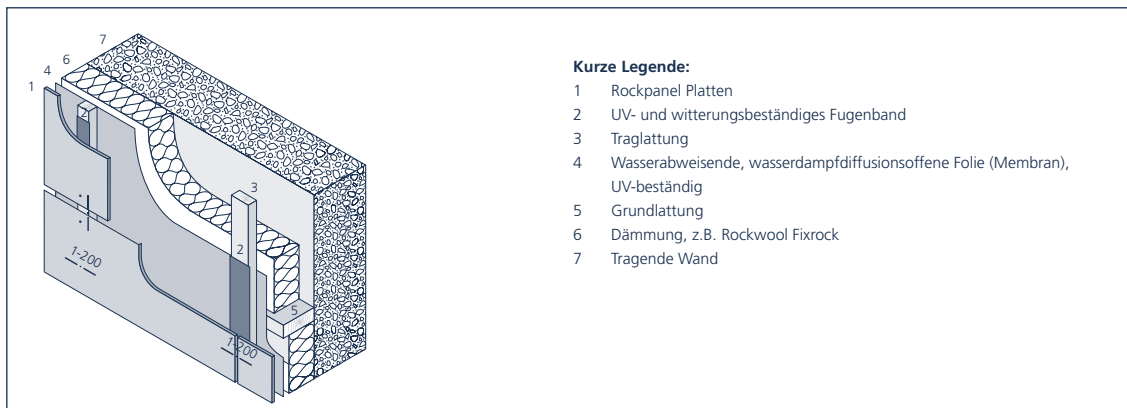 7
6
4
1
2
3
2
1-200
5
1-200
Kurze Legende:
1 Rockpanel Platten
2 UV- und witterungsbeständiges Fugenband
3 Traglattung
4 Wasserabweisende, wasserdampfdiffusionsoffene Folie (Membran),
UV-beständig
5 Grundlattung
6 Dämmung, z.B. Rockwool Fixrock
7 Tragende Wand